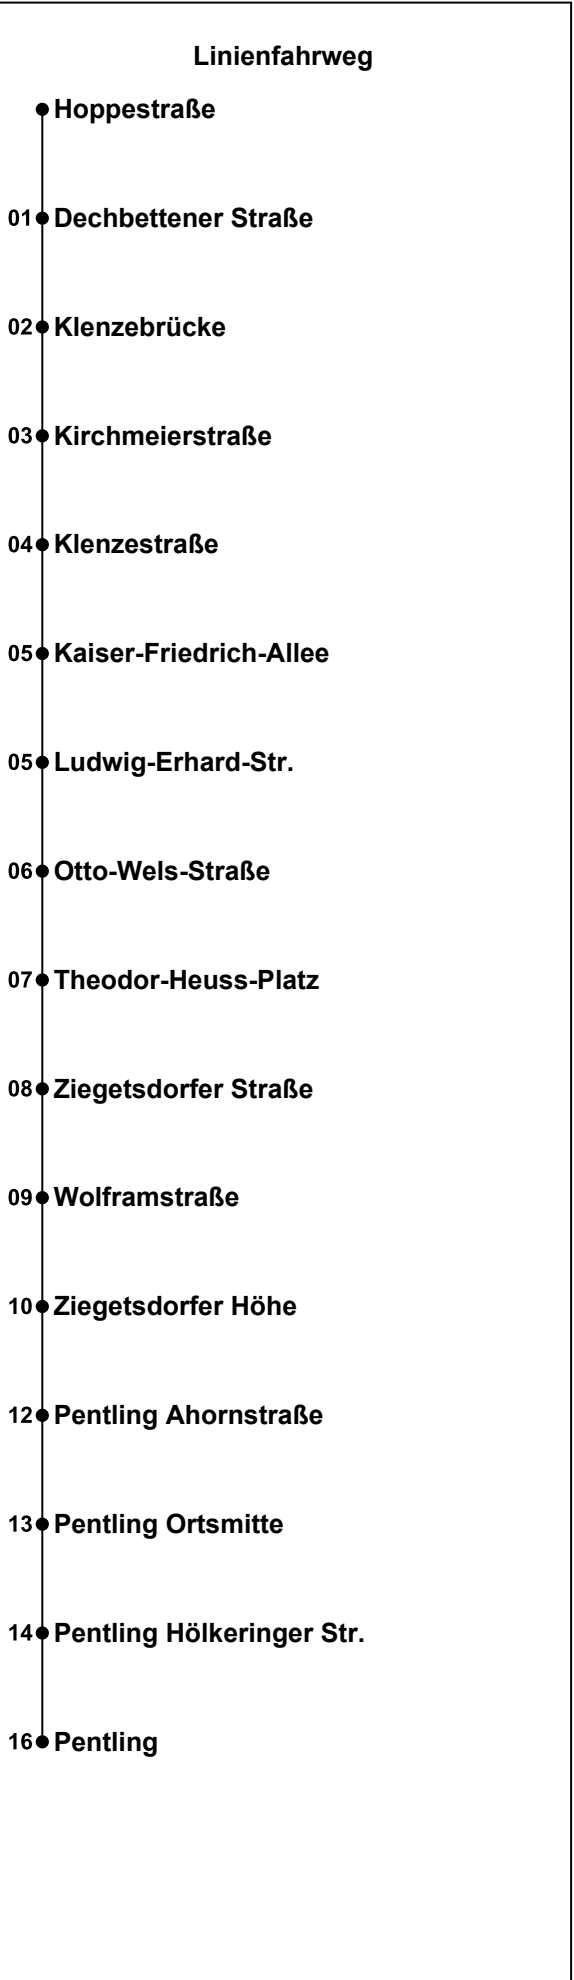 Linienfahrweg
Hoppestraße
01 Dechbettener Straße
02 Klenzebrücke
03 Kirchmeierstraße
04 Klenzestraße
05 Kaiser-Friedrich-Allee
05 Ludwig-Erhard-Str.
06 Otto-Wels-Straße
07 Theodor-Heuss-Platz
08 Ziegetsdorfer Straße
09 Wolframstraße
10 Ziegetsdorfer Höhe
12 Pentling Ahornstraße
13 Pentling Ortsmitte
14 Pentling Hölkeringer Str.
16 Pentling